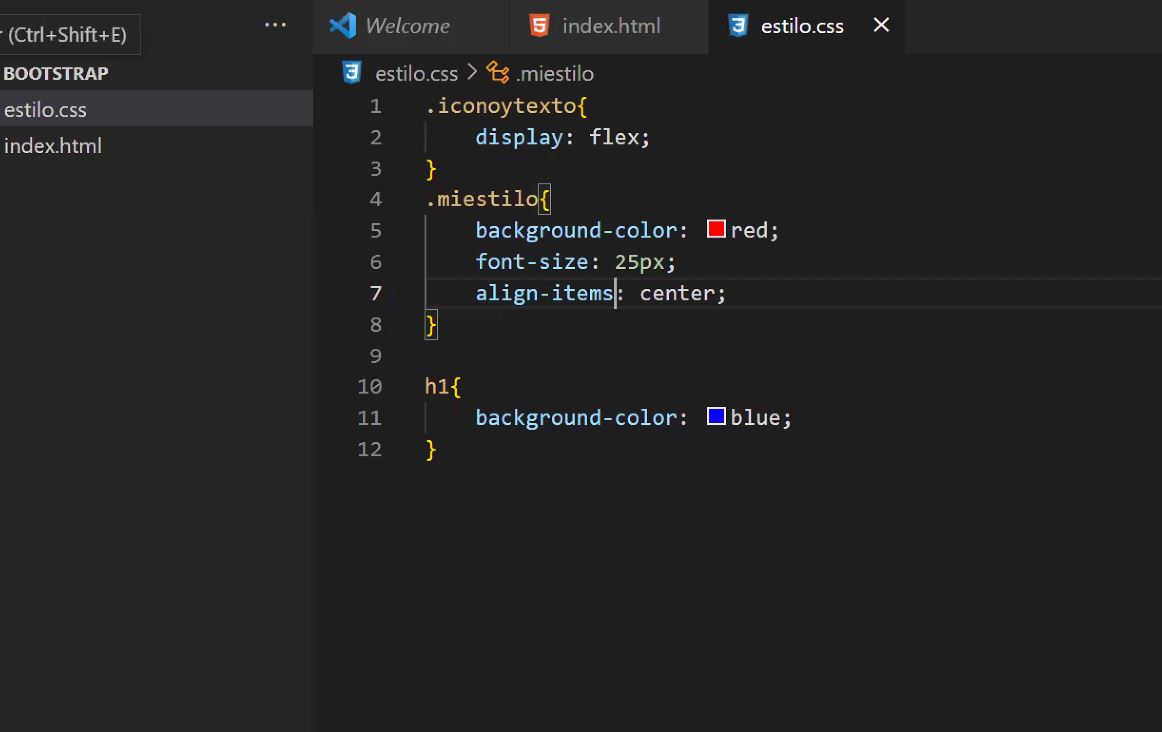 r (Ctrl+Shift+E)
···
Welcome
index.html
estilo.css
BOOTSTRAP
estilo.css
index.html
estilo.css > .miestilo
1 .iconoytexto{
2 display: flex;
3 }
4 .miestilo{
5 background-color: red;
6 font-size: 25px;
7 align-items: center;
8 }
9
10 h1{
11 background-color: blue;
12 }